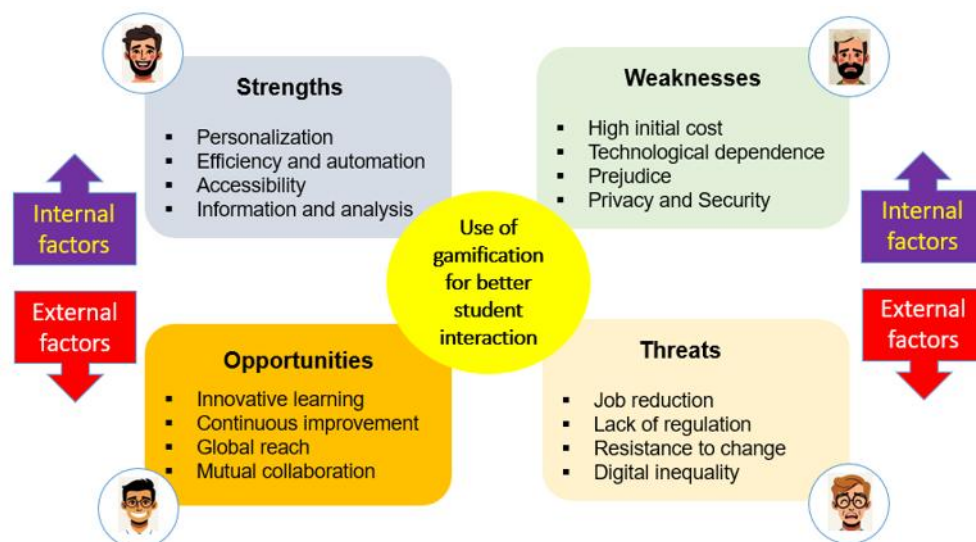 Strengths
Personalization
Efficiency and automation
Accessibility
Information and analysis
Weaknesses
High initial cost
Technological dependence
Prejudice
Privacy and Security
Internal
factors
External
factors
Use of
gamification
for better
student
interaction
Internal
factors
External
factors
Opportunities
Innovative learning
Continuous improvement
Global reach
Mutual collaboration
Threats
Job reduction
Lack of regulation
Resistance to change
Digital inequality